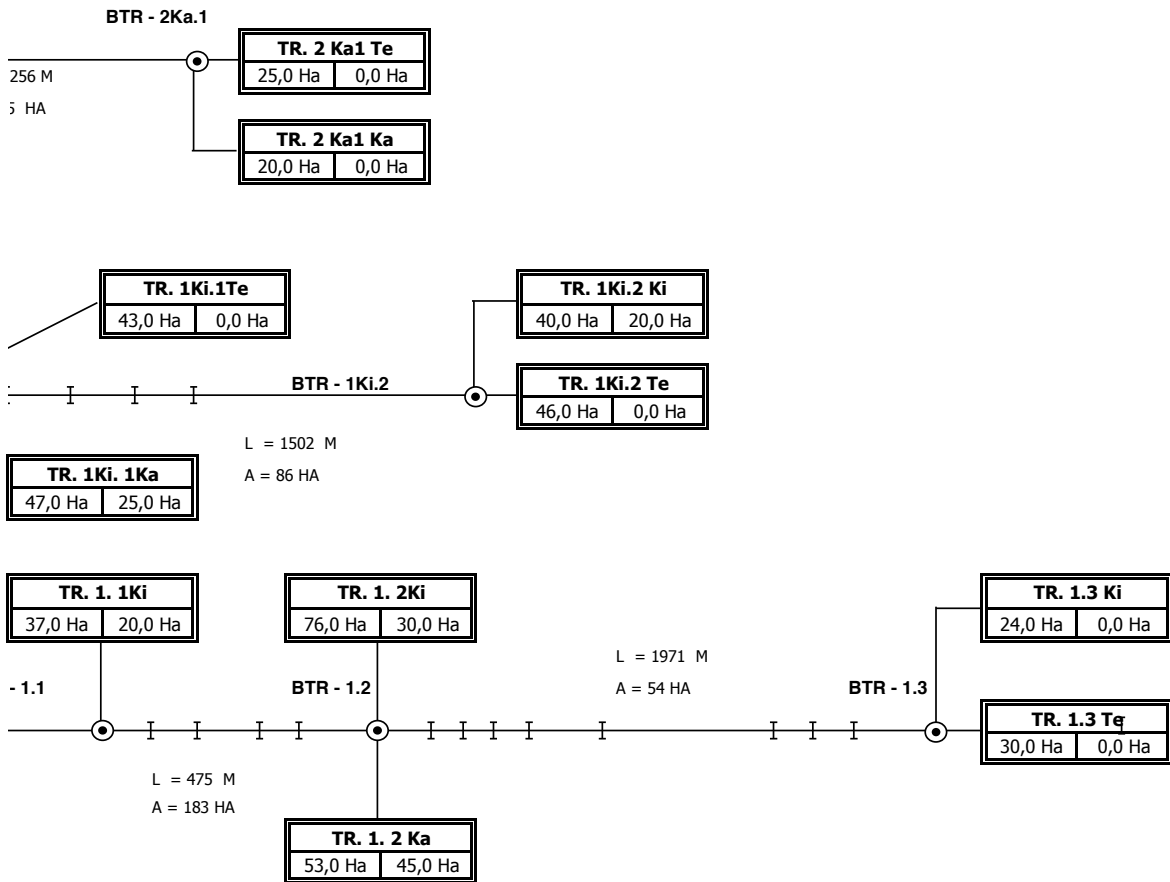 BTR - 2Ka.1
TR. 2 Ka1 Te
25,0 Ha 0,0 Ha
256 M
HA
TR. 2 Ka1 Ka
20,0 Ha 0,0 Ha
TR. 1Ki.1Te
43,0 Ha 0,0 Ha
TR. 1Ki.2 Ki
40,0 Ha 20,0 Ha
BTR - 1Ki.2
TR. 1Ki.2 Te
46,0 Ha 0,0 Ha
L = 1502 M
A = 86 HA
TR. 1Ki. 1Ka
47,0 Ha 25,0 Ha
TR. 1. 1Ki
37,0 Ha 20,0 Ha
TR. 1. 2Ki
76,0 Ha 30,0 Ha
TR. 1.3 Ki
24,0 Ha 0,0 Ha
L = 1971 M
A = 54 HA
- 1.1
BTR - 1.2
BTR - 1.3
TR. 1.3 Te
30,0 Ha 0,0 Ha
L = 475 M
A = 183 HA
TR. 1. 2 Ka
53,0 Ha 45,0 Ha